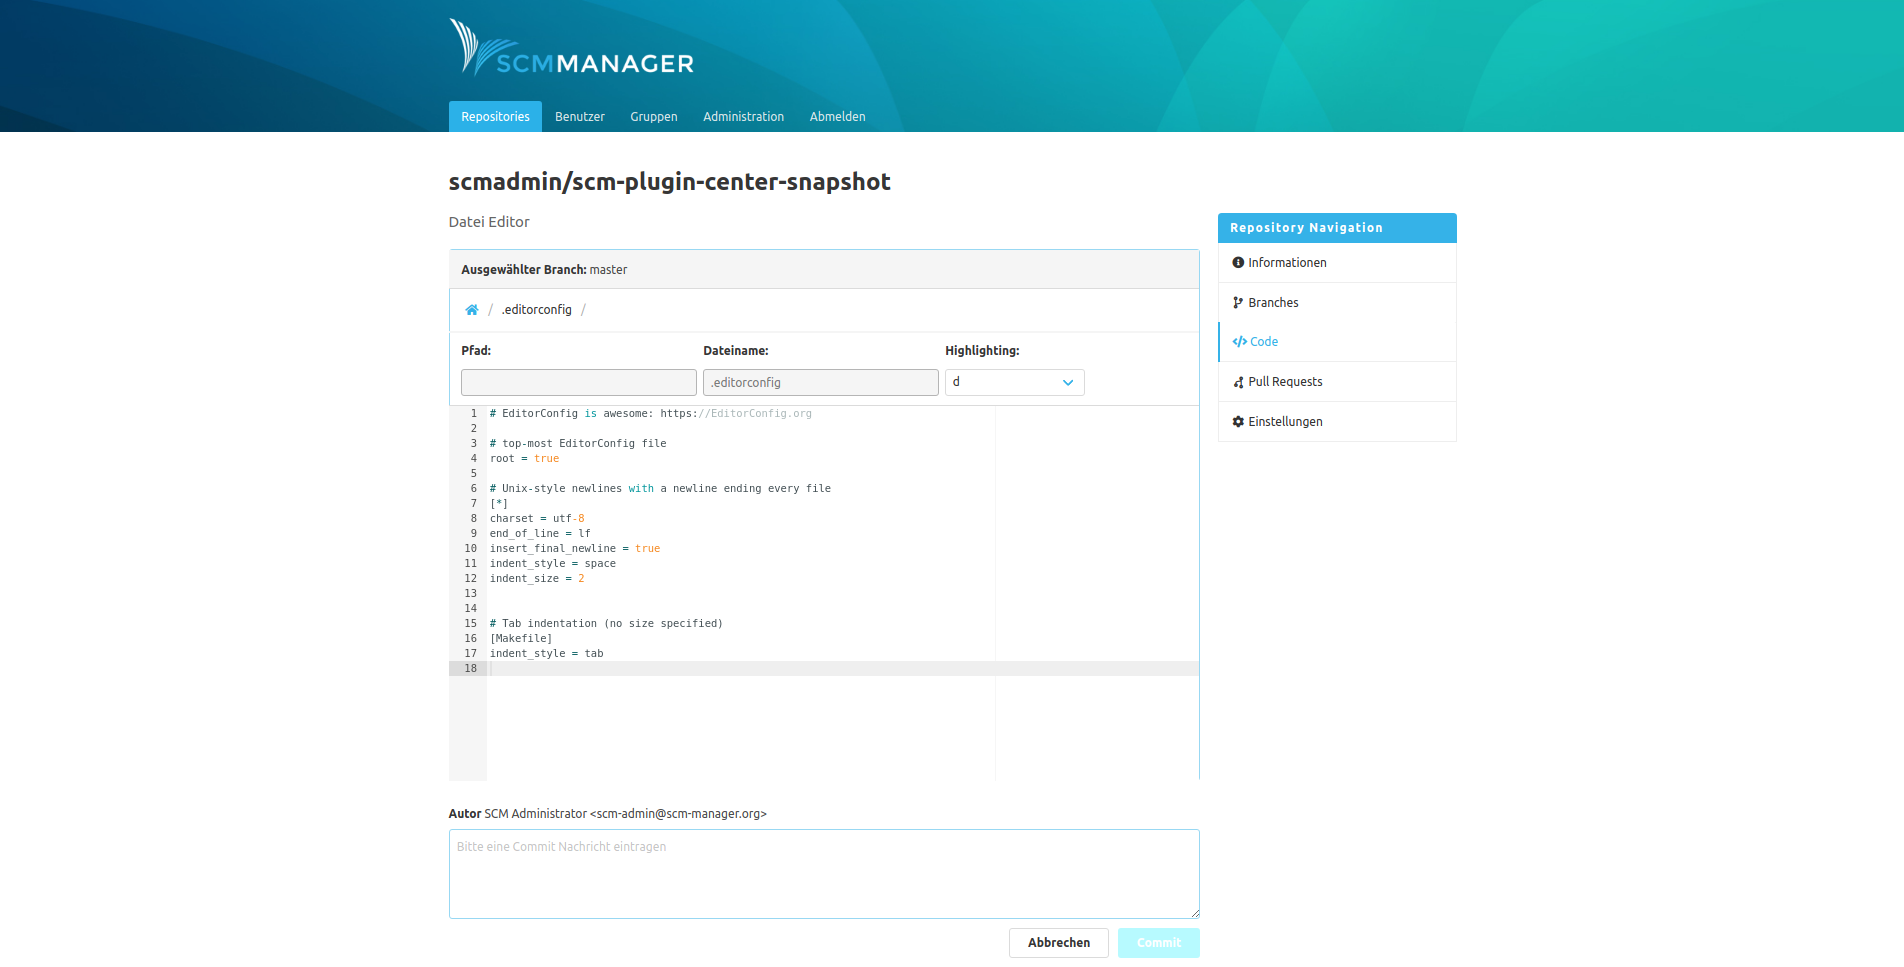 SCMMANAGER
Repositories Benutzer Gruppen Administration Abmelden
scmadmin/scm-plugin-center-snapshot
Datei Editor
Ausgewählter Branch: master
/ .editorconfig /
Pfad: Dateiname: Highlighting:
.editorconfig d
1 # EditorConfig is awesome: https://EditorConfig.org
2
3 # top-most EditorConfig file
4 root = true
5
6 # Unix-style newlines with a newline ending every file
7 [*]
8 charset = utf-8
9 end_of_line = lf
10 insert_final_newline = true
11 indent_style = space
12 indent_size = 2
13
14
15 # Tab indentation (no size specified)
16 [Makefile]
17 indent_style = tab
18
Autor SCM Administrator <scm-admin@scm-manager.org>
Bitte eine Commit Nachricht eintragen
Abbrechen Commit
Repository Navigation
Informationen
Branches
Code
Pull Requests
Einstellungen